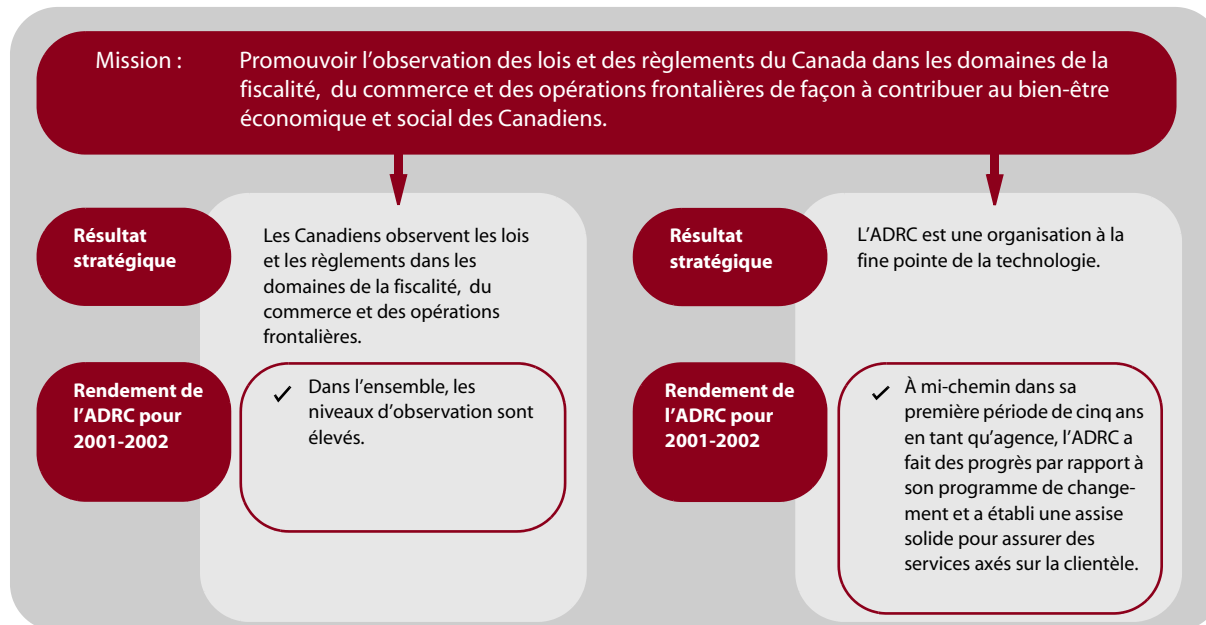 Mission : Promouvoir l’observation des lois et des règlements du Canada dans les domaines de la
fiscalité, du commerce et des opérations frontalières de façon à contribuer au bien-être
économique et social des Canadiens.
Résultat
stratégique
Les Canadiens observent les lois
et les règlements dans les
domaines de la fiscalité, du
commerce et des opérations
frontalières.
Rendement de
l’ADRC pour
2001-2002
✓ Dans l’ensemble, les
niveaux d’observation sont
élevés.
Résultat
stratégique
L’ADRC est une organisation à la
fine pointe de la technologie.
Rendement de
l’ADRC pour
2001-2002
✓ À mi-chemin dans sa
première période de cinq ans
en tant qu’agence, l’ADRC a
fait des progrès par rapport à
son programme de change-
ment et a établi une assise
solide pour assurer des
services axés sur la clientèle.